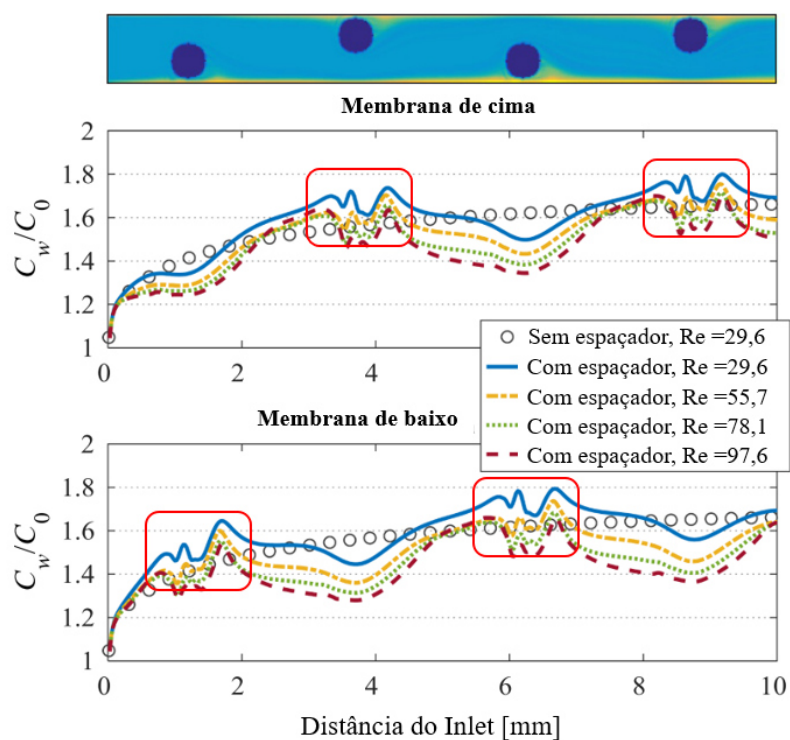 Membrana de cima
2
1.8
1.6
1.4
1.2
1
C_w/C_0
0 2 4
Sem espaçador, Re =29,6
Com espaçador, Re =29,6
Com espaçador, Re =55,7
Com espaçador, Re =78,1
Com espaçador, Re =97,6
Membrana de baixo
2
1.8
1.6
1.4
1.2
1
C_w/C_0
0 2 4 6 8 10
Distância do Inlet [mm]